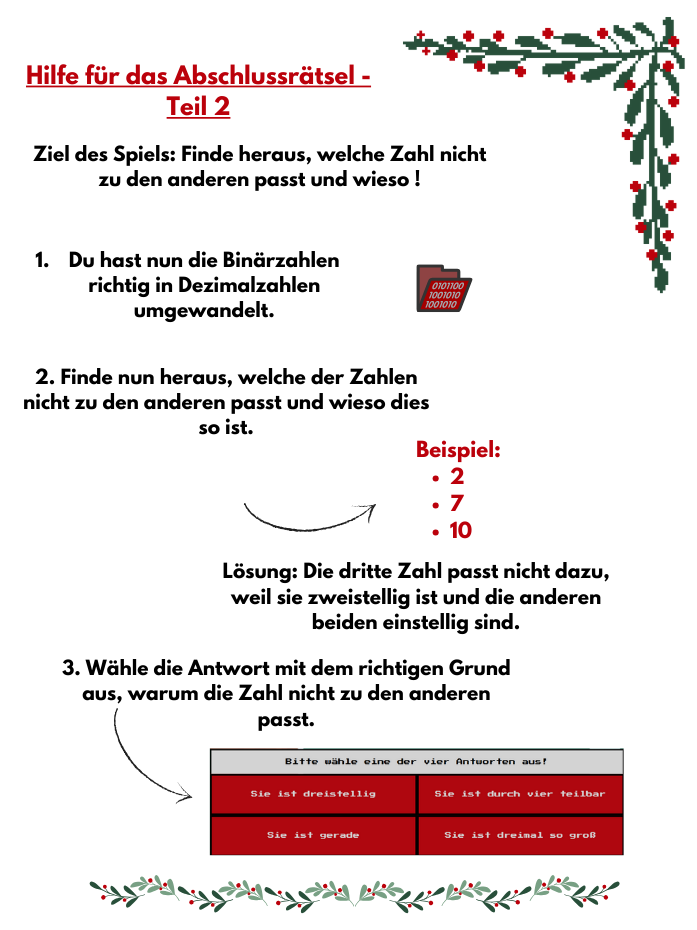 Hilfe für das Abschlussrätsel -
Teil 2
Ziel des Spiels: Finde heraus, welche Zahl nicht
zu den anderen passt und wieso !
1. Du hast nun die Binärzahlen
richtig in Dezimalzahlen
umgewandelt.
0101100
1001010
1001010
2. Finde nun heraus, welche der Zahlen
nicht zu den anderen passt und wieso dies
so ist.
Beispiel:
• 2
• 7
• 10
Lösung: Die dritte Zahl passt nicht dazu,
weil sie zweistellig ist und die anderen
beiden einstellig sind.
3. Wähle die Antwort mit dem richtigen Grund
aus, warum die Zahl nicht zu den anderen
passt.
Bitte wähle eine der vier Antworten aus!
Sie ist dreistellig
Sie ist durch vier teilbar
Sie ist gerade
Sie ist dreimal so groß